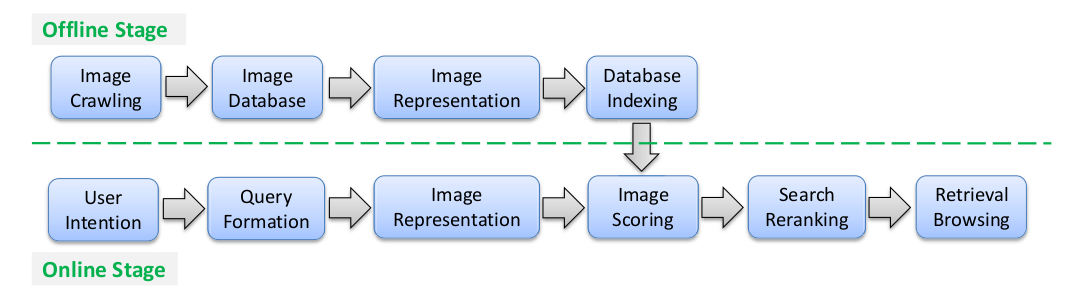 Offline Stage
Image
Crawling
Image
Database
Image
Representation
Database
Indexing
User
Intention
Query
Formation
Image
Representation
Image
Scoring
Search
Reranking
Retrieval
Browsing
Online Stage